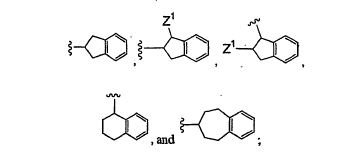 Z¹
, , Z¹ ,
, and ;